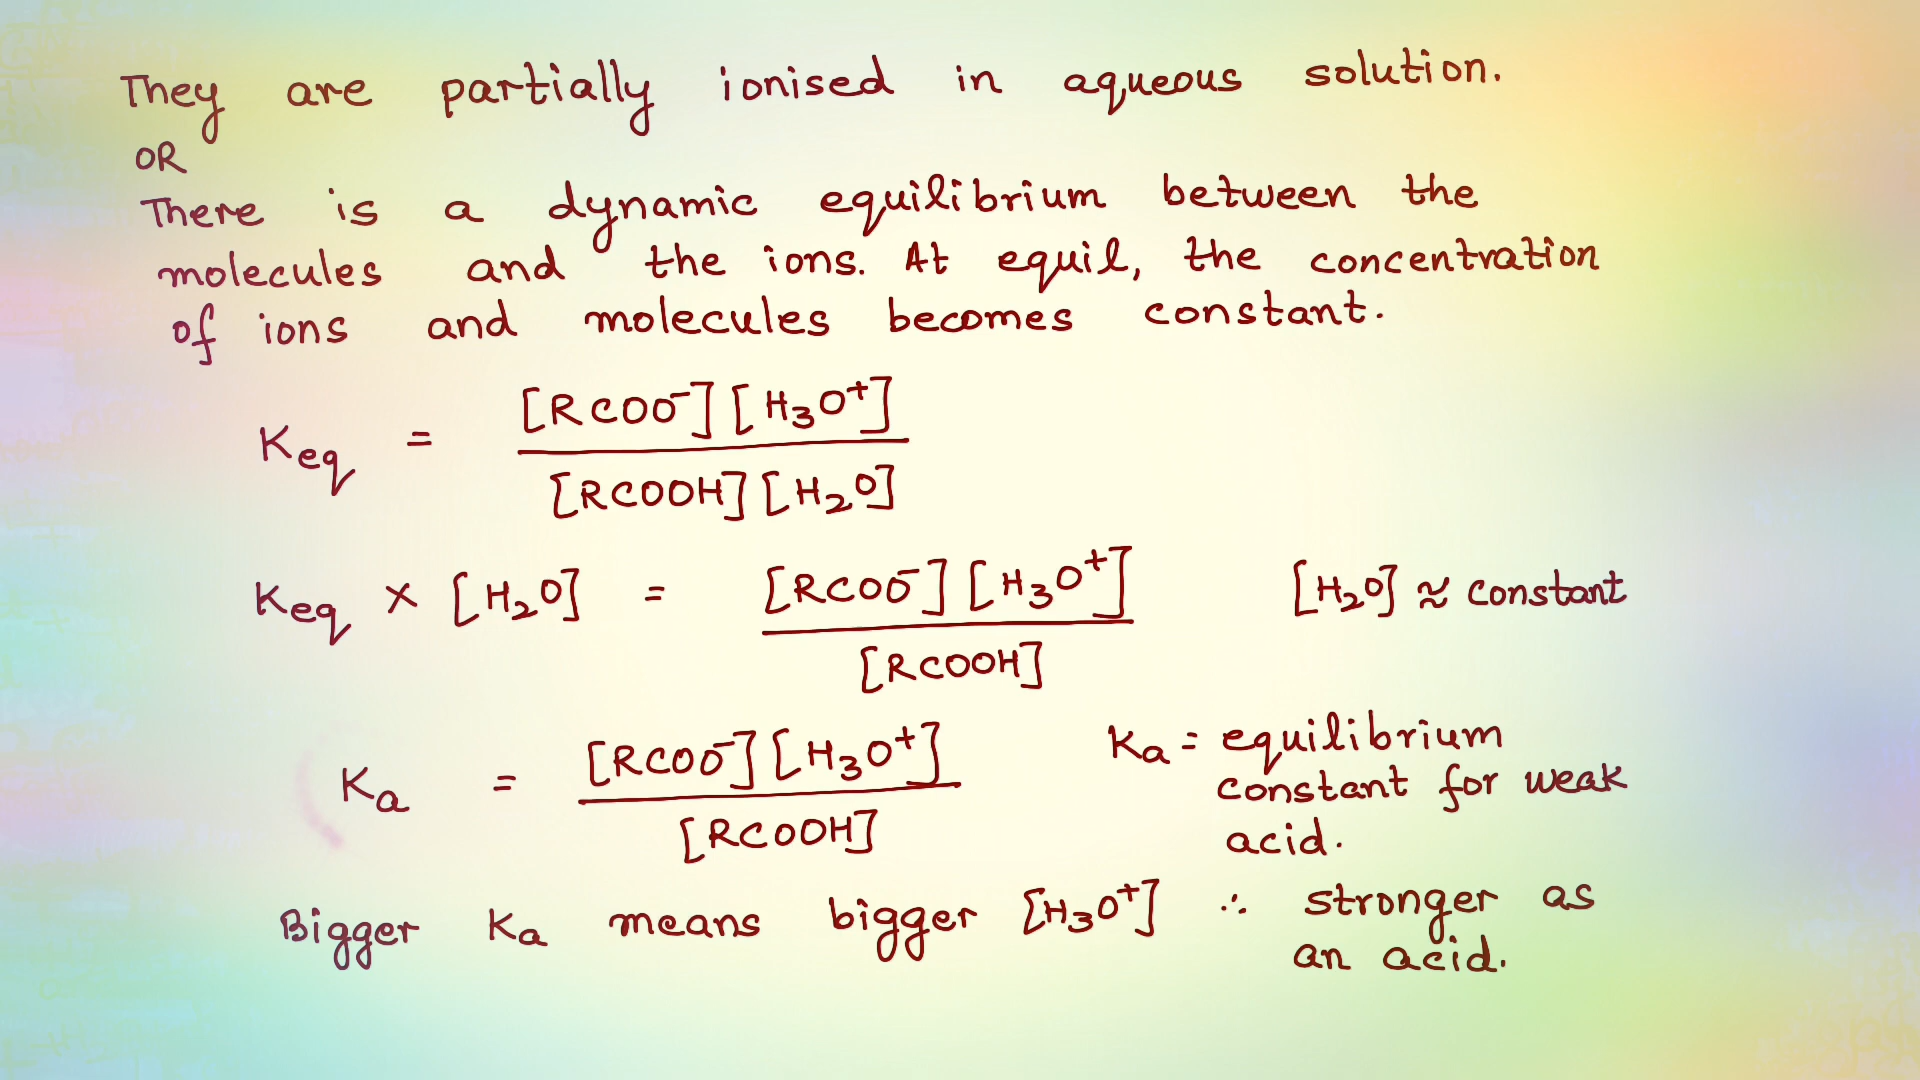 They are partially ionised in aqueous solution.
OR
There is a dynamic equilibrium between the
molecules and the ions. At equil, the concentration
of ions and molecules becomes constant.
Keq = [RCOO⁻][H₃O⁺] / [RCOOH][H₂O]
Keq × [H₂O] = [RCOO⁻][H₃O⁺] / [RCOOH] [H₂O] ≈ constant
Ka = [RCOO⁻][H₃O⁺] / [RCOOH]
Ka = equilibrium
constant for weak
acid.
Bigger Ka means bigger [H₃O⁺] ∴ stronger as
an acid.